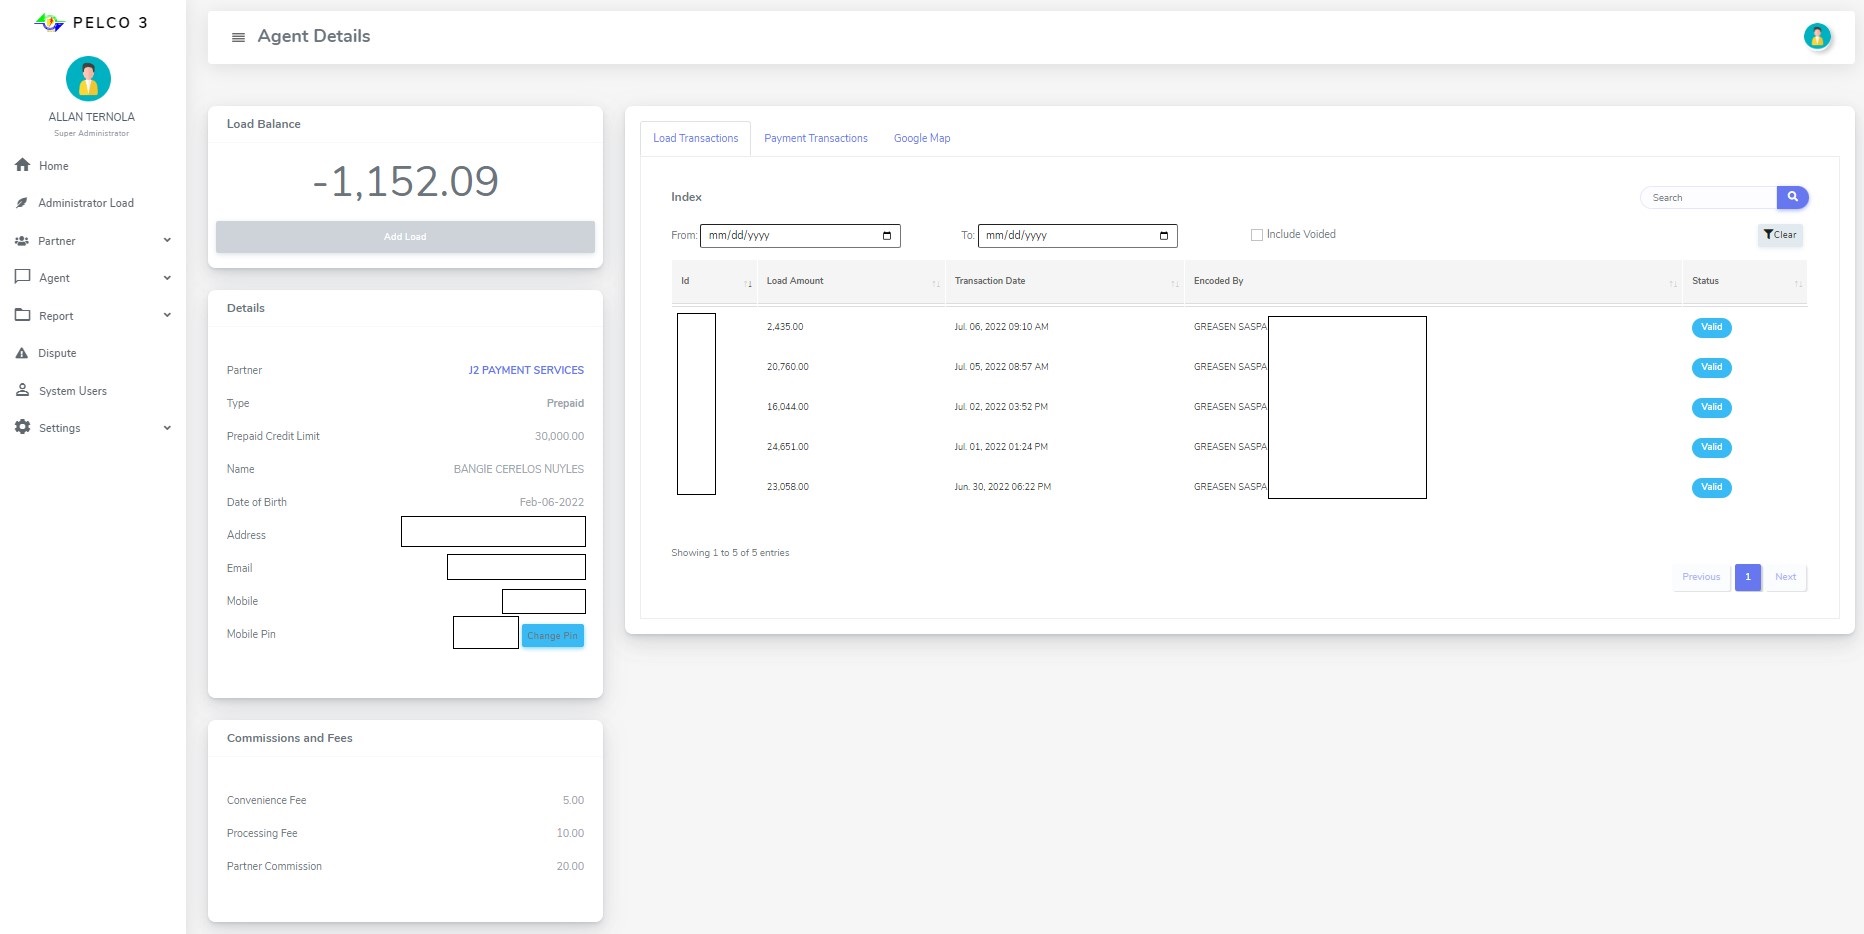 PELCO 3
ALLAN TERNOLA
Super Administrator
Home
Administrator Load
Partner
Agent
Report
Dispute
System Users
Settings
Agent Details
Load Balance
-1,152.09
Add Load
Details
Partner J2 PAYMENT SERVICES
Type Prepaid
Prepaid Credit Limit 30,000.00
Name BANGIE CERELOS NUYLES
Date of Birth Feb-06-2022
Address
Email
Mobile
Mobile Pin Change Pin
Commissions and Fees
Convenience Fee 5.00
Processing Fee 10.00
Partner Commission 20.00
Load Transactions Payment Transactions Google Map
Index Search
From: mm/dd/yyyy To: mm/dd/yyyy Include Voided Clear
Id Load Amount Transaction Date Encoded By Status
2,435.00 Jul. 06, 2022 09:10 AM GREASEN SASPA Valid
20,760.00 Jul. 05, 2022 08:57 AM GREASEN SASPA Valid
16,044.00 Jul. 02, 2022 03:52 PM GREASEN SASPA Valid
24,651.00 Jul. 01, 2022 01:24 PM GREASEN SASPA Valid
23,058.00 Jun. 30, 2022 06:22 PM GREASEN SASPA Valid
Showing 1 to 5 of 5 entries
Previous 1 Next